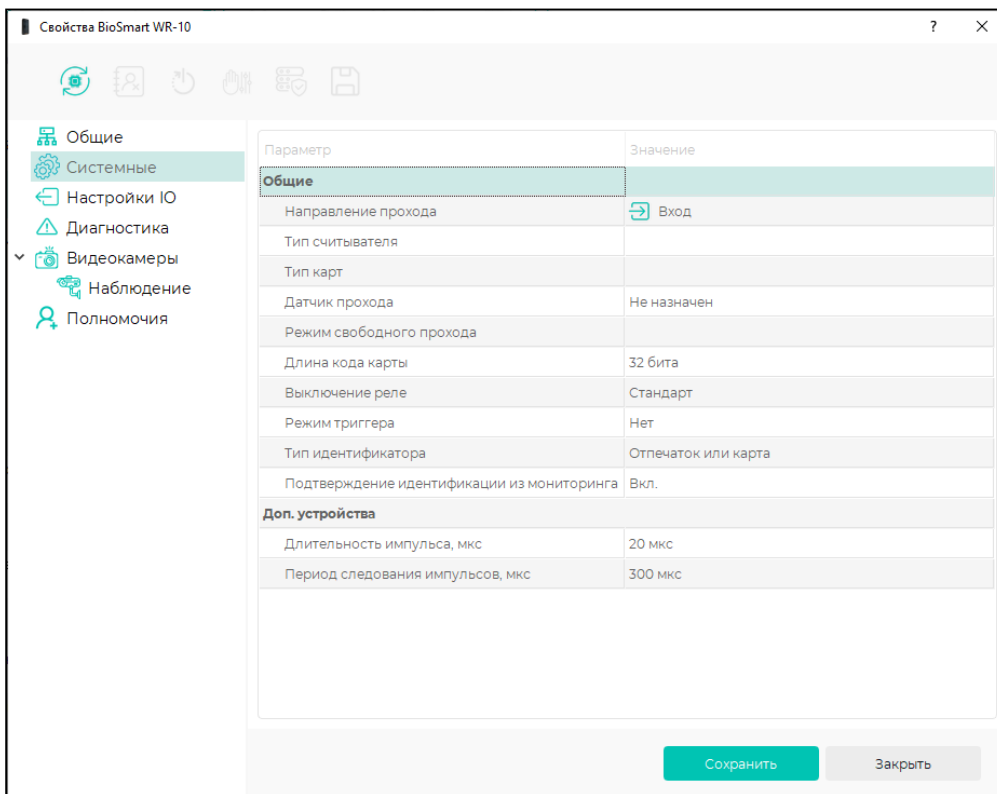 Свойства BioSmart WR-10
?
Общие
Системные
Настройки IO
Диагностика
Видеокамеры
Наблюдение
Полномочия
Параметр Значение
Общие
Направление прохода Вход
Тип считывателя
Тип карт
Датчик прохода Не назначен
Режим свободного прохода
Длина кода карты 32 бита
Выключение реле Стандарт
Режим триггера Нет
Тип идентификатора Отпечаток или карта
Подтверждение идентификации из мониторинга Вкл.
Доп. устройства
Длительность импульса, мкс 20 мкс
Период следования импульсов, мкс 300 мкс
Сохранить Закрыть